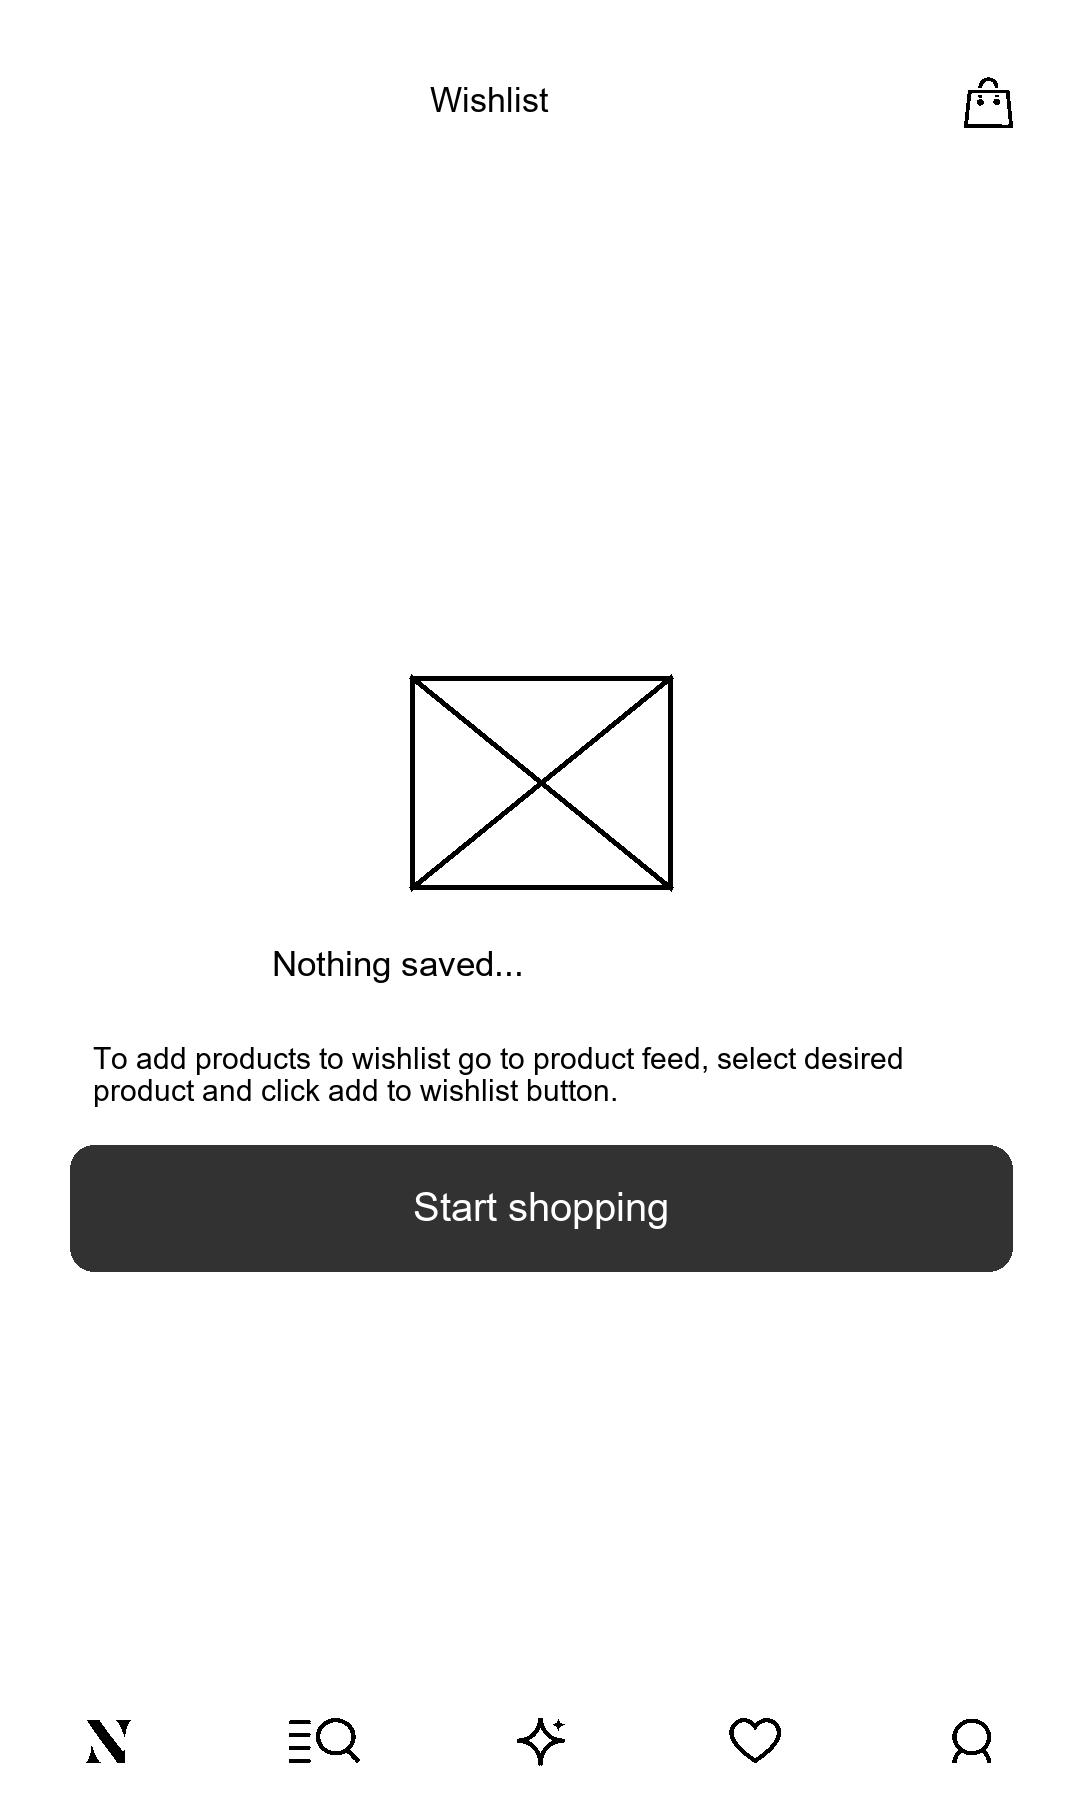 Wishlist
Nothing saved...
To add products to wishlist go to product feed, select desired
product and click add to wishlist button.
Start shopping
N